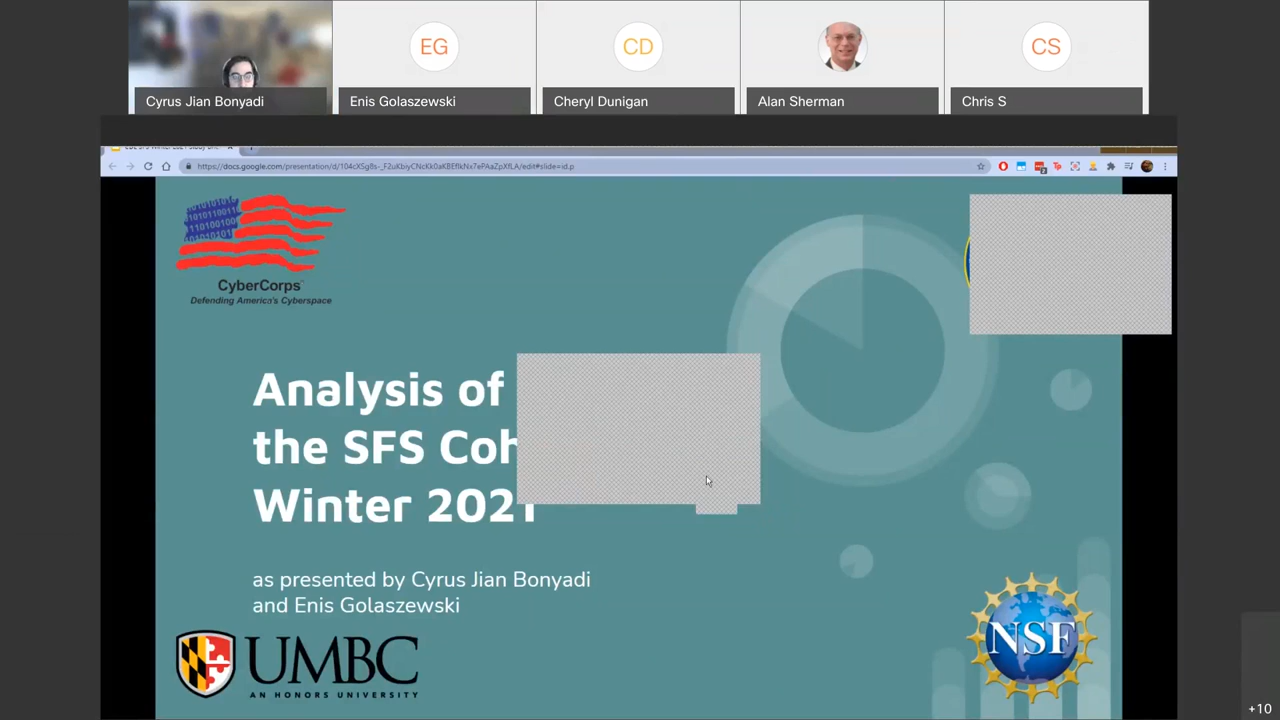 EG
CD
CS
Cyrus Jian Bonyadi
Enis Golaszewski
Cheryl Dunigan
Alan Sherman
Chris S
CyberCorps
Defending America's Cyberspace
Analysis of
the SFS Coh
Winter 2021
as presented by Cyrus Jian Bonyadi
and Enis Golaszewski
UMBC
AN HONORS UNIVERSITY
NSF
+10